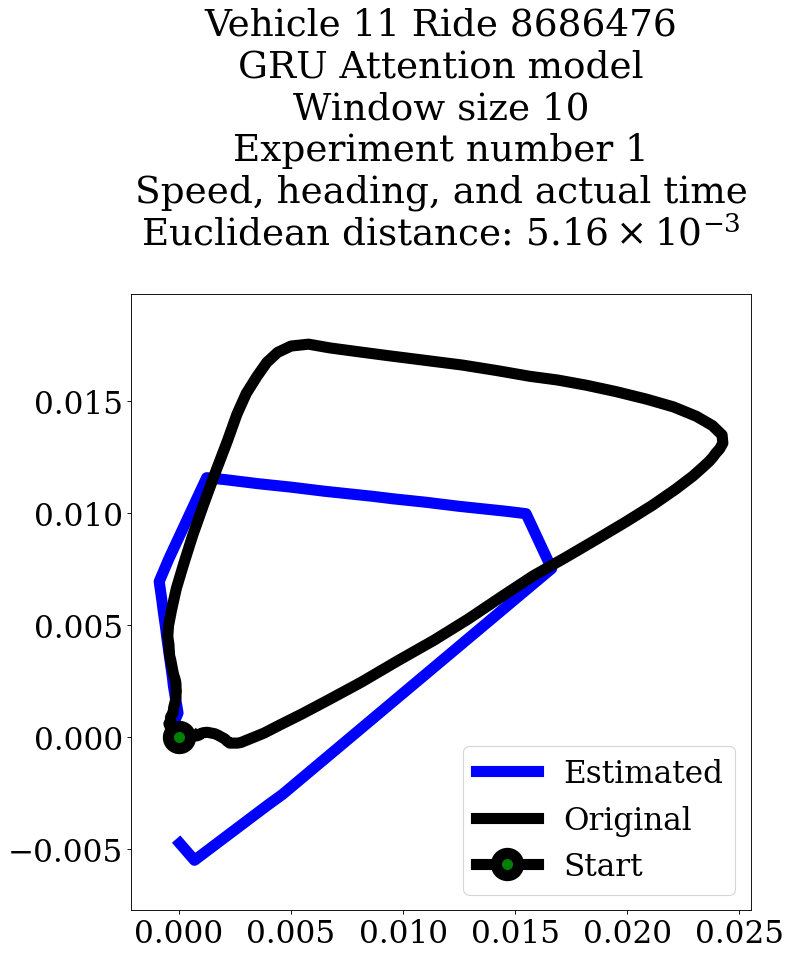 Vehicle 11 Ride 8686476
GRU Attention model
Window size 10
Experiment number 1
Speed, heading, and actual time
Euclidean distance: 5.16 × 10⁻³
0.015
0.010
0.005
0.000
−0.005
Estimated
Original
Start
0.000 0.005 0.010 0.015 0.020 0.025